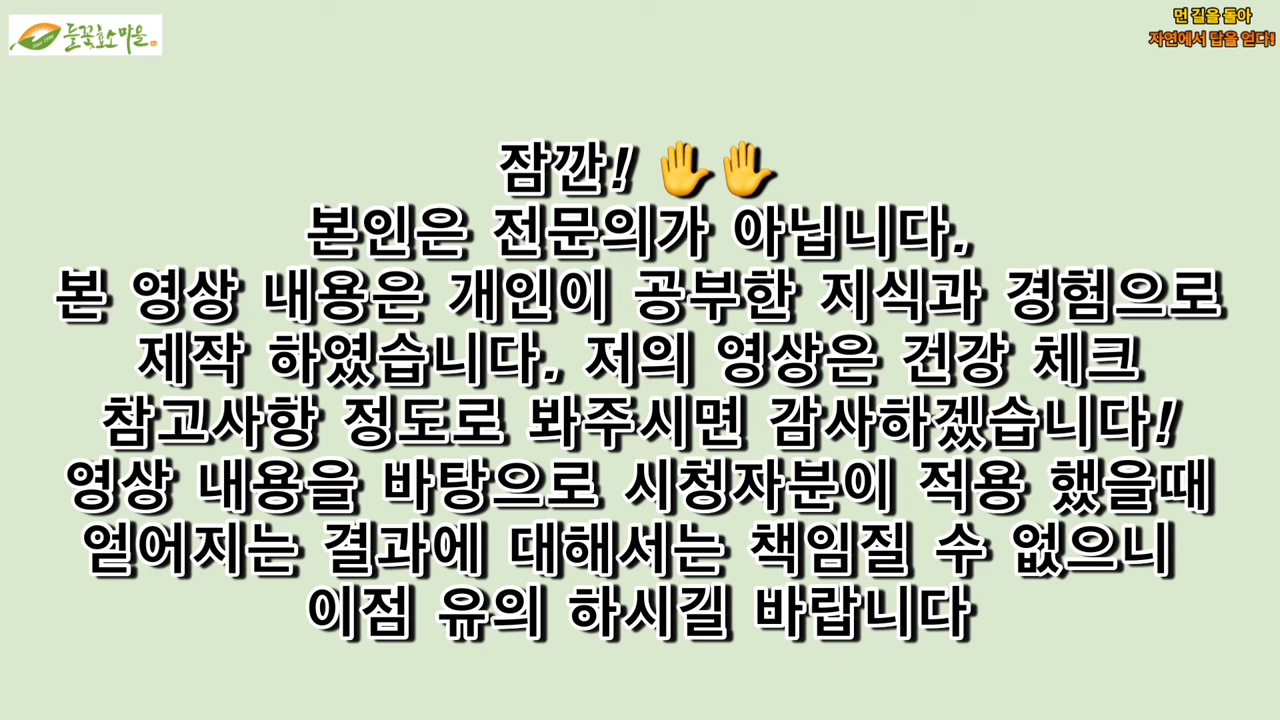 들꽃효소마을
먼 길을 돌아
자연에서 답을 얻다!
잠깐! ✋✋
본인은 전문의가 아닙니다.
본 영상 내용은 개인이 공부한 지식과 경험으로
제작 하였습니다. 저의 영상은 건강 체크
참고사항 정도로 봐주시면 감사하겠습니다!
영상 내용을 바탕으로 시청자분이 적용 했을때
얻어지는 결과에 대해서는 책임질 수 없으니
이점 유의 하시길 바랍니다